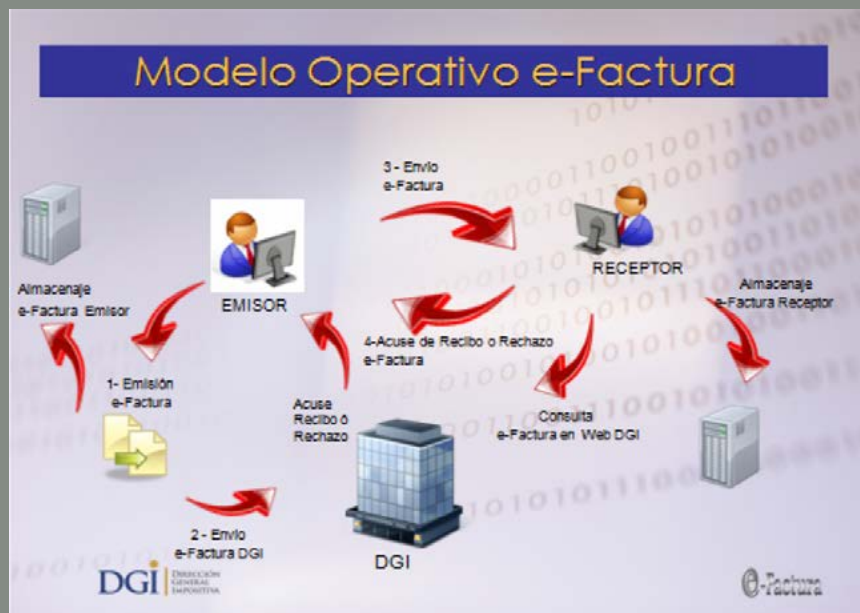 Modelo Operativo e-Factura
3 - Envio
e-Factura
RECEPTOR
EMISOR
Almacenaje
e-Factura Emisor
Almacenaje
e-Factura Receptor
4-Acuse de Recibo o Rechazo
e-Factura
1- Emisión
e-Factura
Acuse
Recibo ó
Rechazo
Consulta
e-Factura en Web DGI
2 - Envio
e-Factura DGI
DGI
DGI DIRECCIÓN
GENERAL
IMPOSITIVA
e-Factura